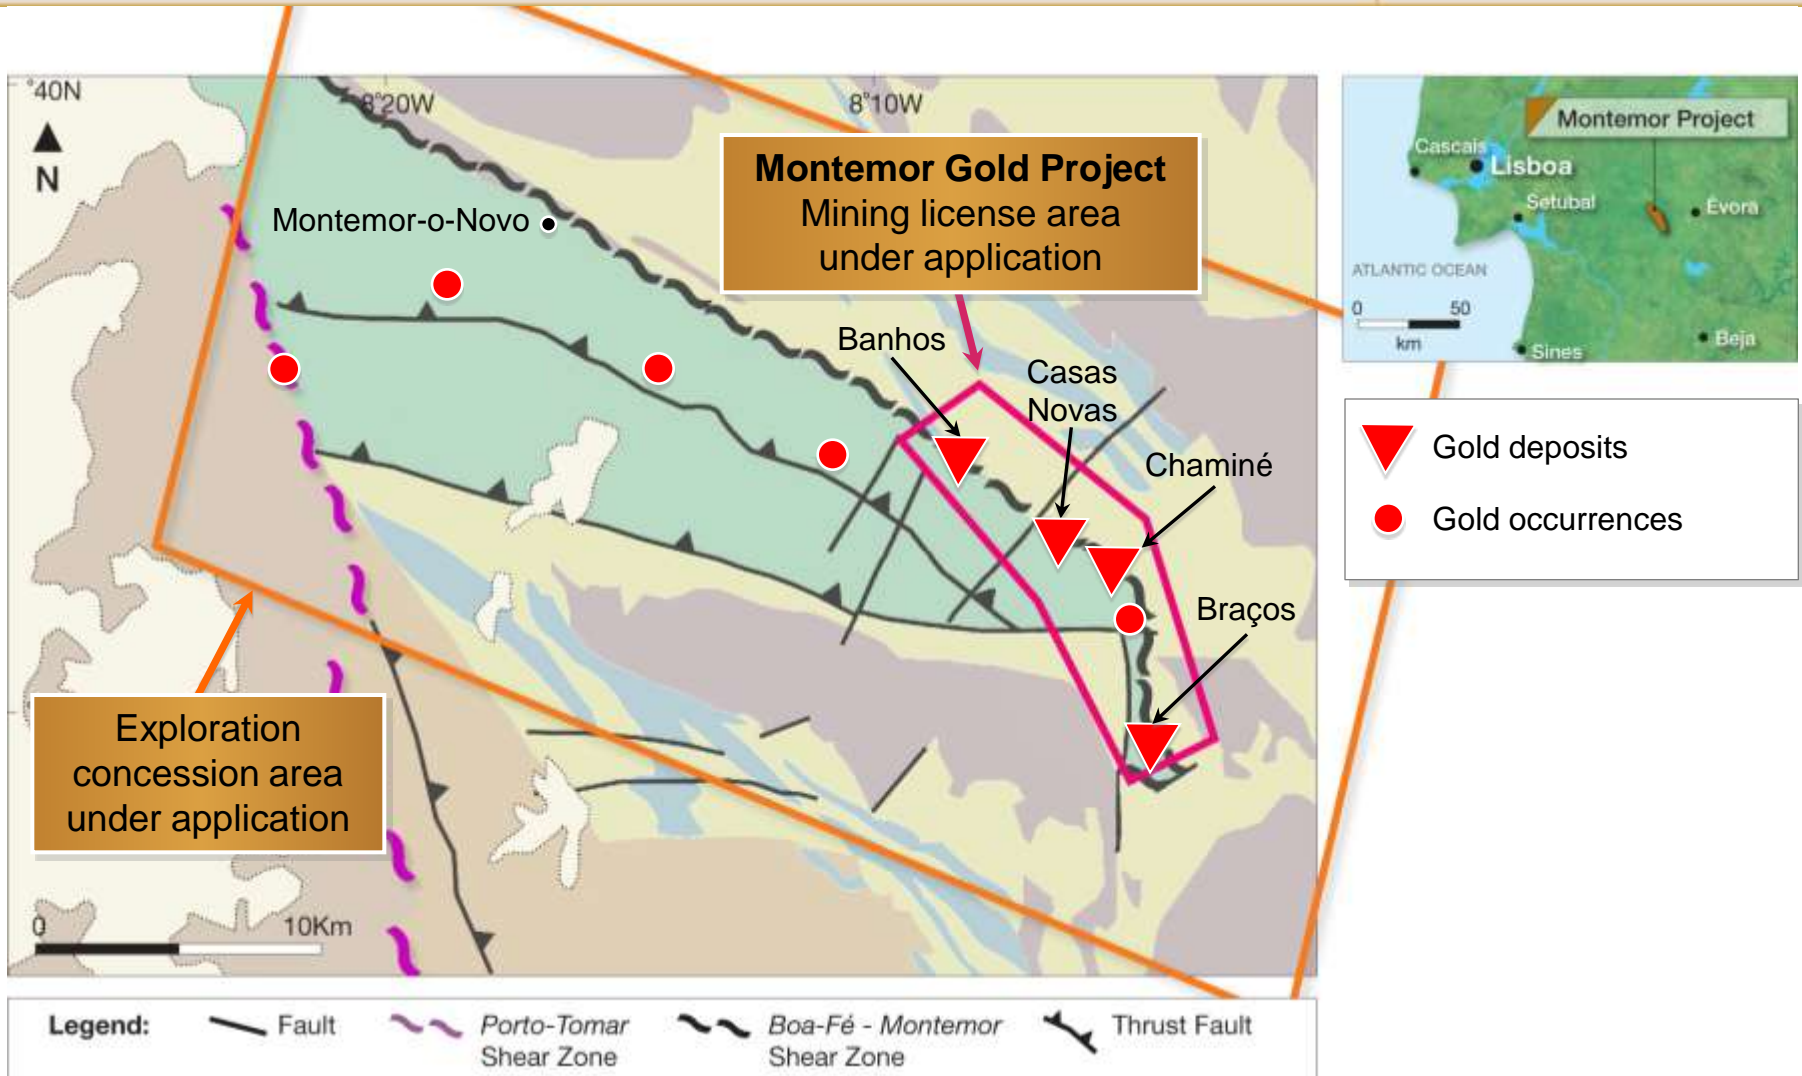 °40N
8°20W
8°10W
N
Montemor-o-Novo
Montemor Gold Project
Mining license area
under application
Banhos
Casas
Novas
Chaminé
Braços
Exploration
concession area
under application
0
10Km
Montemor Project
Cascais
Lisboa
Setubal
Évora
ATLANTIC OCEAN
0 50
km
Beja
Sines
Gold deposits
Gold occurrences
Legend:
Fault
Porto-Tomar
Shear Zone
Boa-Fé - Montemor
Shear Zone
Thrust Fault